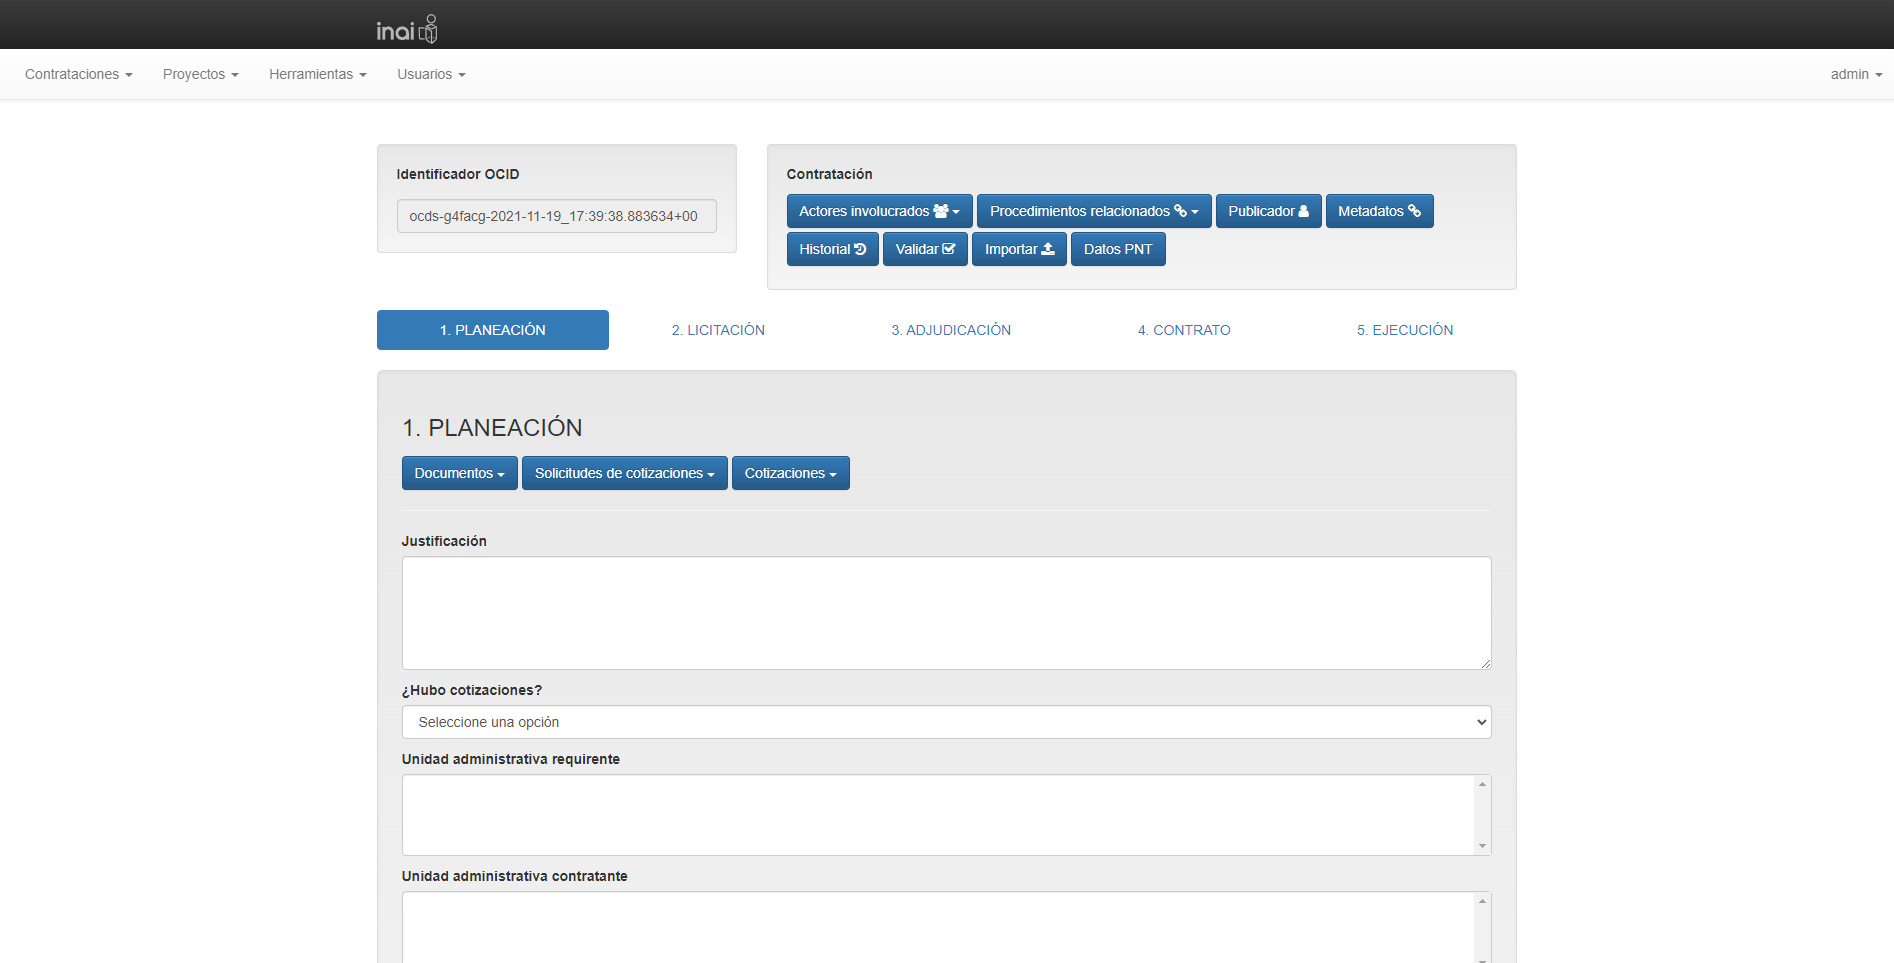 inai
Contrataciones Proyectos Herramientas Usuarios admin
Identificador OCID
ocds-g4facg-2021-11-19_17:39:38.883634+00
Contratación
Actores involucrados Procedimientos relacionados Publicador Metadatos
Historial Validar Importar Datos PNT
1. PLANEACIÓN 2. LICITACIÓN 3. ADJUDICACIÓN 4. CONTRATO 5. EJECUCIÓN
1. PLANEACIÓN
Documentos Solicitudes de cotizaciones Cotizaciones
Justificación
¿Hubo cotizaciones?
Seleccione una opción
Unidad administrativa requirente
Unidad administrativa contratante